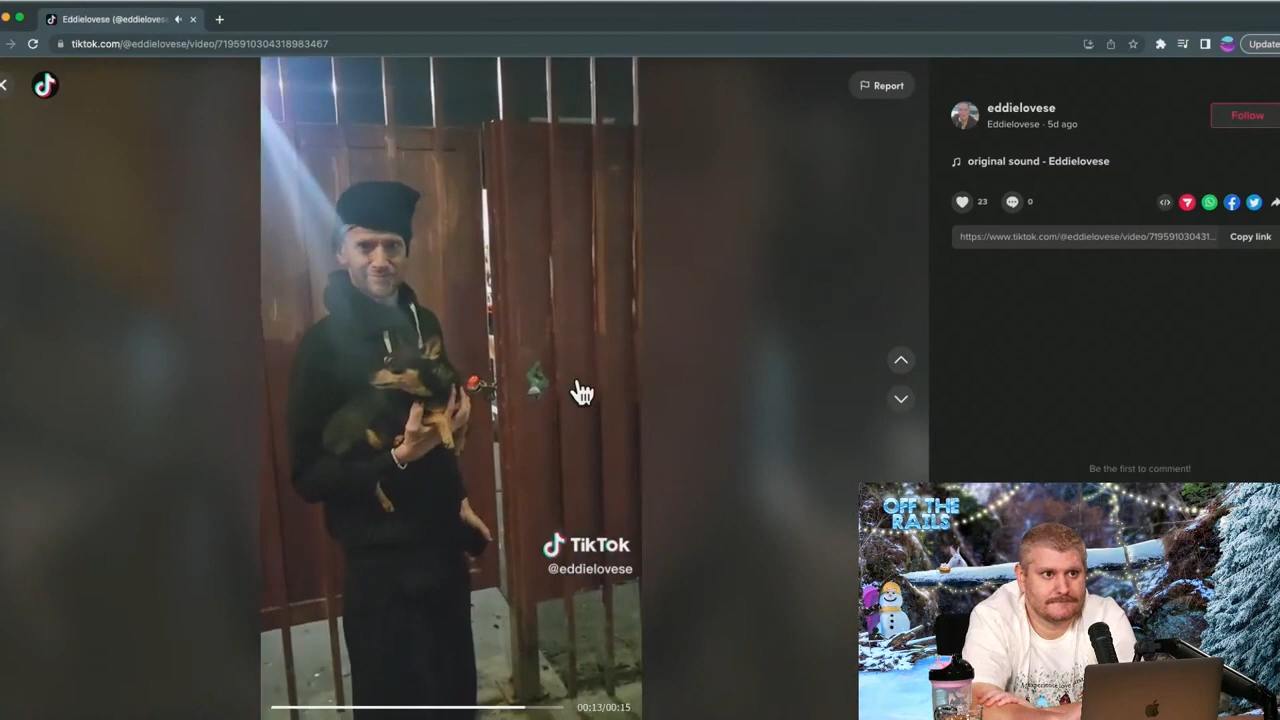 Eddielovese (@eddielovese
tiktok.com/@eddielovese/video/7195910304318983467
Update
Report
eddielovese
Eddielovese · 5d ago
Follow
original sound - Eddielovese
23
0
https://www.tiktok.com/@eddielovese/video/719591030431...
Copy link
Be the first to comment!
TikTok
@eddielovese
00:13/00:15
OFF THE
RAILS